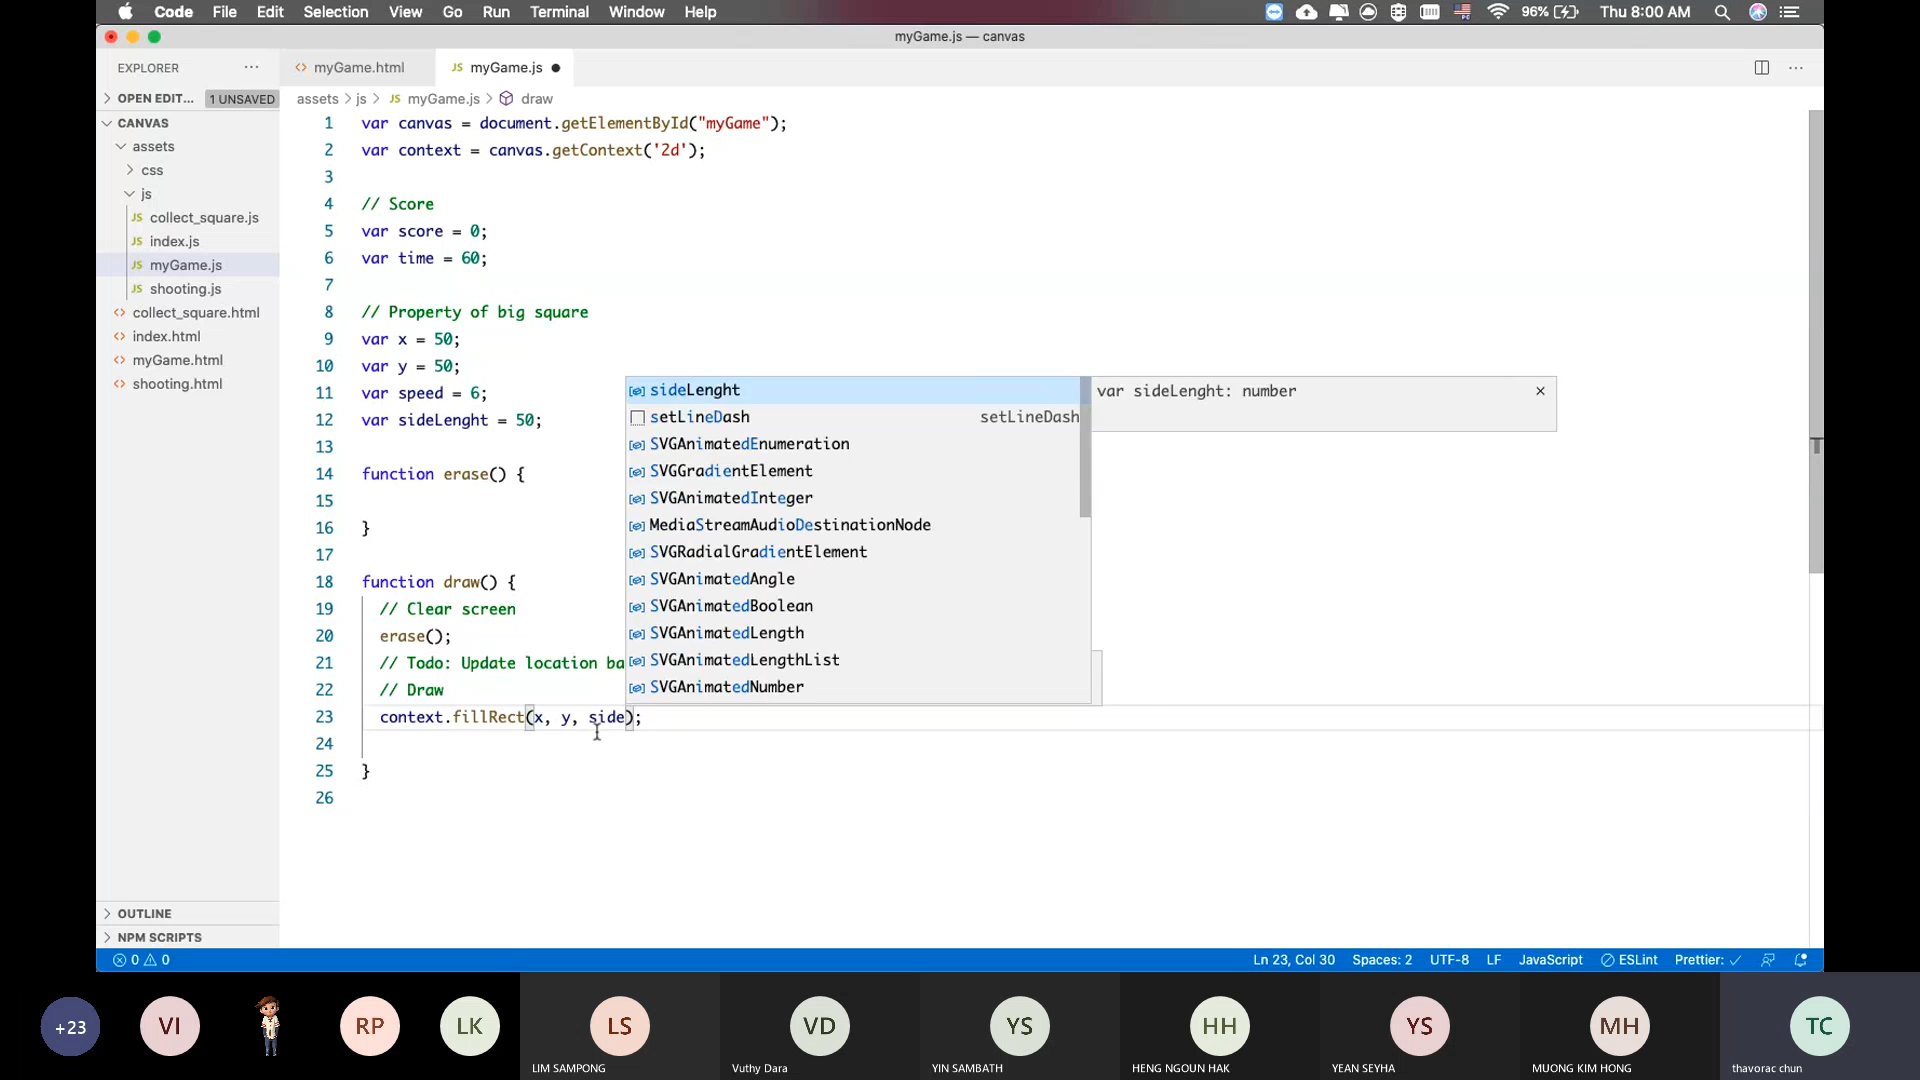 Code File Edit Selection View Go Run Terminal Window Help 96% Thu 8:00 AM
myGame.js — canvas
EXPLORER ··· myGame.html JS myGame.js
OPEN EDIT... 1 UNSAVED assets > js > JS myGame.js > draw
CANVAS
assets
css
js
JS collect_square.js
JS index.js
JS myGame.js
JS shooting.js
collect_square.html
index.html
myGame.html
shooting.html
OUTLINE
NPM SCRIPTS
1 var canvas = document.getElementById("myGame");
2 var context = canvas.getContext('2d');
3
4 // Score
5 var score = 0;
6 var time = 60;
7
8 // Property of big square
9 var x = 50;
10 var y = 50;
11 var speed = 6;
12 var sideLenght = 50;
13
14 function erase() {
15
16 }
17
18 function draw() {
19 // Clear screen
20 erase();
21 // Todo: Update location ba
22 // Draw
23 context.fillRect(x, y, side);
24
25 }
26
sideLenght
setLineDash setLineDash
SVGAnimatedEnumeration
SVGGradientElement
SVGAnimatedInteger
MediaStreamAudioDestinationNode
SVGRadialGradientElement
SVGAnimatedAngle
SVGAnimatedBoolean
SVGAnimatedLength
SVGAnimatedLengthList
SVGAnimatedNumber
var sideLenght: number ×
0 0 Ln 23, Col 30 Spaces: 2 UTF-8 LF JavaScript ESLint Prettier: ✓
+23 VI RP LK LS VD YS HH YS MH TC
LIM SAMPONG Vuthy Dara YIN SAMBATH HENG NGOUN HAK YEAN SEYHA MUONG KIM HONG thavorac chun